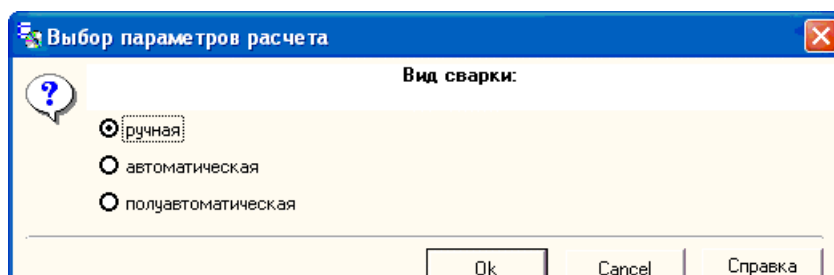 Выбор параметров расчета
Вид сварки:
ручная
автоматическая
полуавтоматическая
Ok Cancel Справка